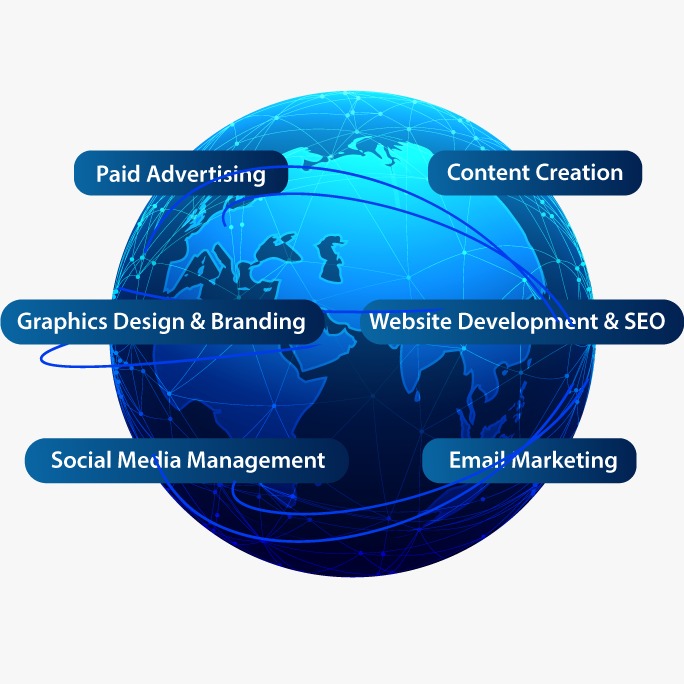 Paid Advertising
Content Creation
Graphics Design & Branding
Website Development & SEO
Social Media Management
Email Marketing